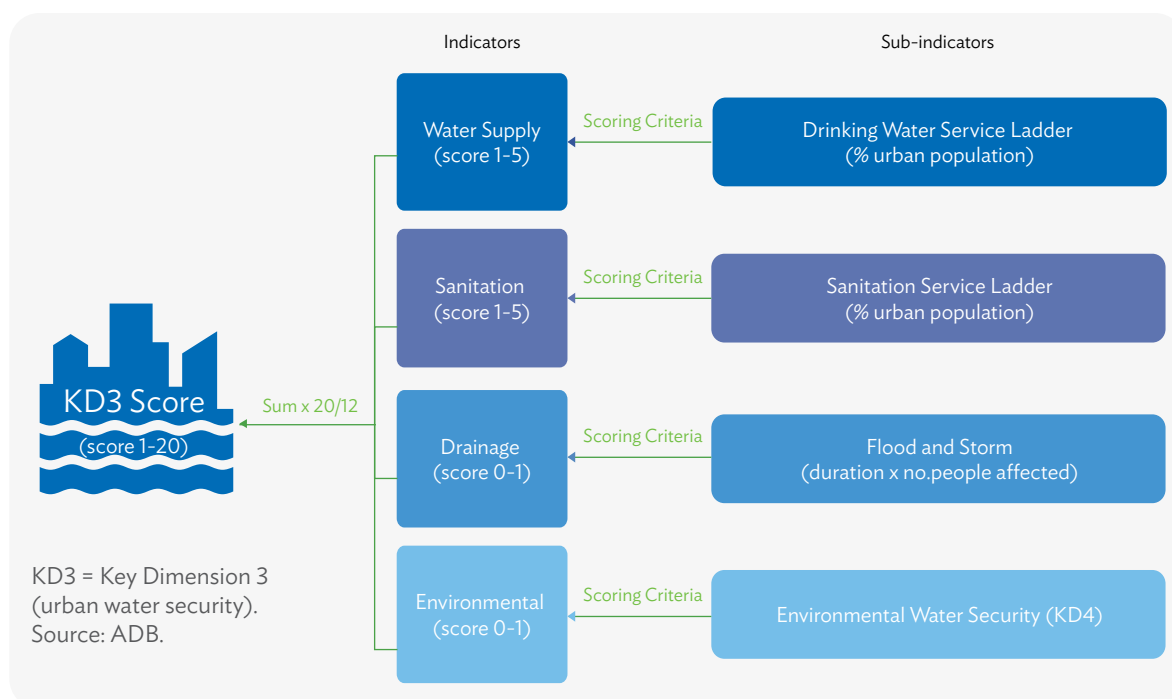 Indicators
Sub-indicators
Water Supply
(score 1-5)
Scoring Criteria
Drinking Water Service Ladder
(% urban population)
Sanitation
(score 1-5)
Scoring Criteria
Sanitation Service Ladder
(% urban population)
KD3 Score
(score 1-20)
Sum x 20/12
Drainage
(score 0-1)
Scoring Criteria
Flood and Storm
(duration x no.people affected)
Environmental
(score 0-1)
Scoring Criteria
Environmental Water Security (KD4)
KD3 = Key Dimension 3
(urban water security).
Source: ADB.